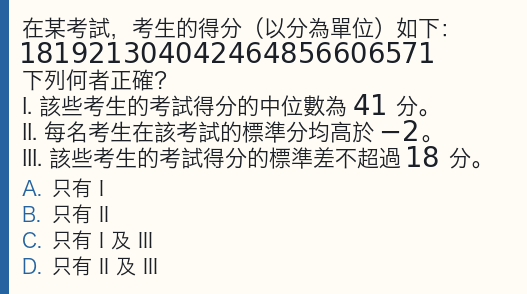 在某考試，考生的得分（以分為單位）如下：
1819213040424648566065 71
下列何者正確？
I. 該些考生的考試得分的中位數為 41 分。
II. 每名考生在該考試的標準分均高於 −2。
III. 該些考生的考試得分的標準差不超過 18 分。
A. 只有 I
B. 只有 II
C. 只有 I 及 III
D. 只有 II 及 III